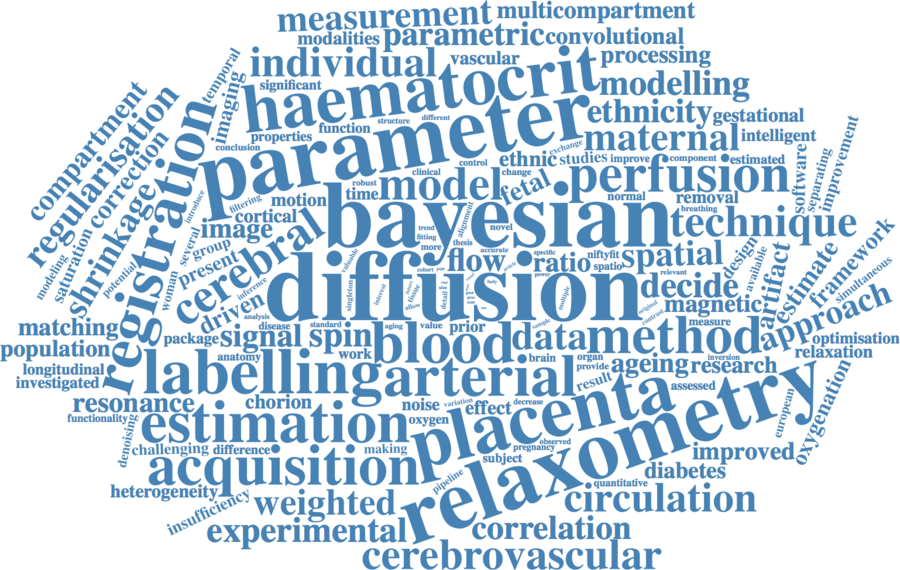 measurement
multicompartment
modalities
parametric
convolutional
individual
vascular
processing
significant
haematocrit
modelling
temporal
imaging
properties
function
structure
different
ethnicity
gestational
conclusion
parameter
exchange
maternal
intelligent
compartment
regularisation
correction
saturation
shrinkage
registration
introduce
filtering
robust
clinical
control
ethnic
studies
improve
component
estimated
change
motion
time
model
fetal
perfusion
normal
removal
software
separating
improvement
cortical
image
bayesian
breathing
technique
trend
fitting
more
thesis
alignment
novel
accurate
several
group
woman
present
cerebral
inference
potential
modeling
driven
valuable
flow
specific
ratio
niftyfit
spatio
spatial
relevant
design
available
framework
simultaneous
diffusion
singleton
interest
cohort
tissue
allow
detail
power
multiple
original
contrast
decide
magnetic
artifact
estimate
approach
analysis
matching
package
disease
standard
signal
spin
aging
value
prior
blood
data
sample
method
measure
optimisation
population
anatomy
work
brain
organ
provide
ageing
research
inversion
relaxation
longitudinal
investigated
labelling
arterial
result
assessed
resonance
chorion
noise
effect
variation
decrease
oxygen
placenta
relaxometry
european
oxygenation
functionality
estimation
denoising
challenging
difference
making
observed
pregnancy
subject
improved
acquisition
pipeline
quantitative
diabetes
heterogeneity
insufficiency
weighted
circulation
experimental
correlation
cerebrovascular